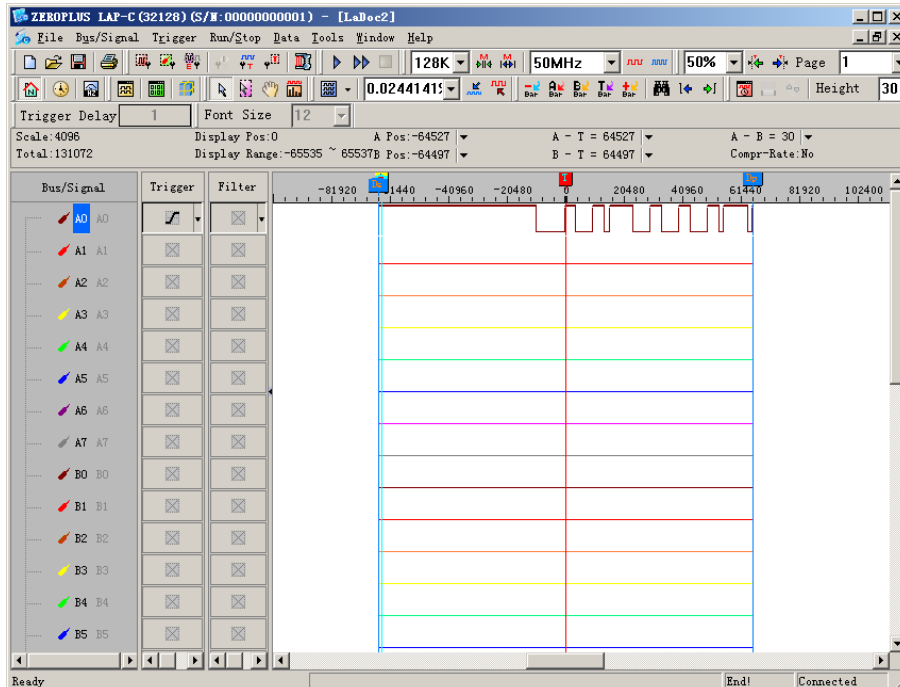 ZEROPLUS LAP-C(32128)(S/N:00000000001) - [LaDoc2]
File Bus/Signal Trigger Run/Stop Data Tools Window Help
128K 50MHz 50% Page 1
0.0244141 Bar Bar Bar Bar Bar Height 30
Trigger Delay 1 Font Size 12
Scale:4096 Display Pos:0 A Pos:-64527 A - T = 64527 A - B = 30
Total:131072 Display Range:-65535 ~ 65537 B Pos:-64497 B - T = 64497 Compr-Rate:No
Bus/Signal Trigger Filter
-81920 1440 -40960 -20480 0 20480 40960 61440 81920 102400
T
A0 A0
A1 A1
A2 A2
A3 A3
A4 A4
A5 A5
A6 A6
A7 A7
B0 B0
B1 B1
B2 B2
B3 B3
B4 B4
B5 B5
Ready End! Connected